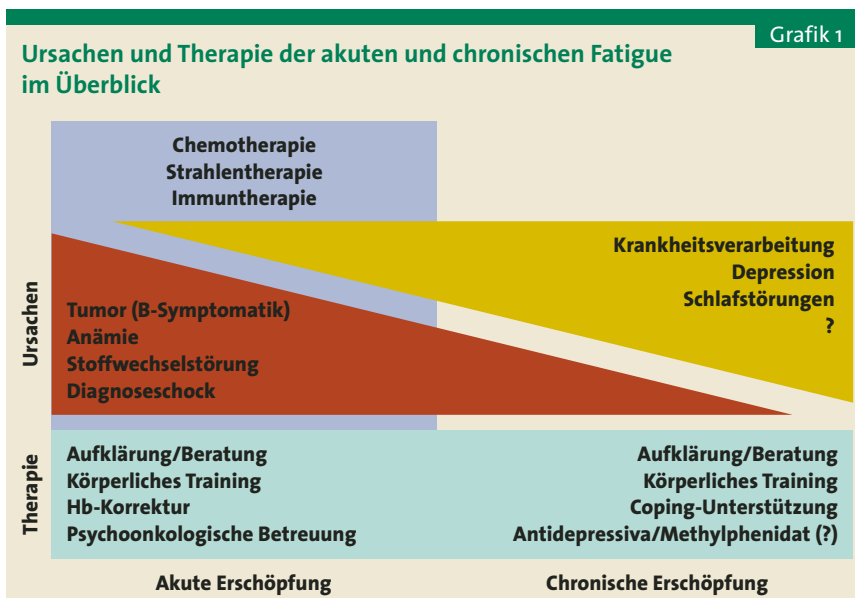 Grafik 1
Ursachen und Therapie der akuten und chronischen Fatigue
im Überblick
Chemotherapie
Strahlentherapie
Immuntherapie
Krankheitsverarbeitung
Depression
Schlafstörungen
?
Ursachen
Tumor (B-Symptomatik)
Anämie
Stoffwechselstörung
Diagnoseschock
Therapie
Aufklärung/Beratung
Körperliches Training
Hb-Korrektur
Psychoonkologische Betreuung
Aufklärung/Beratung
Körperliches Training
Coping-Unterstützung
Antidepressiva/Methylphenidat (?)
Akute Erschöpfung
Chronische Erschöpfung